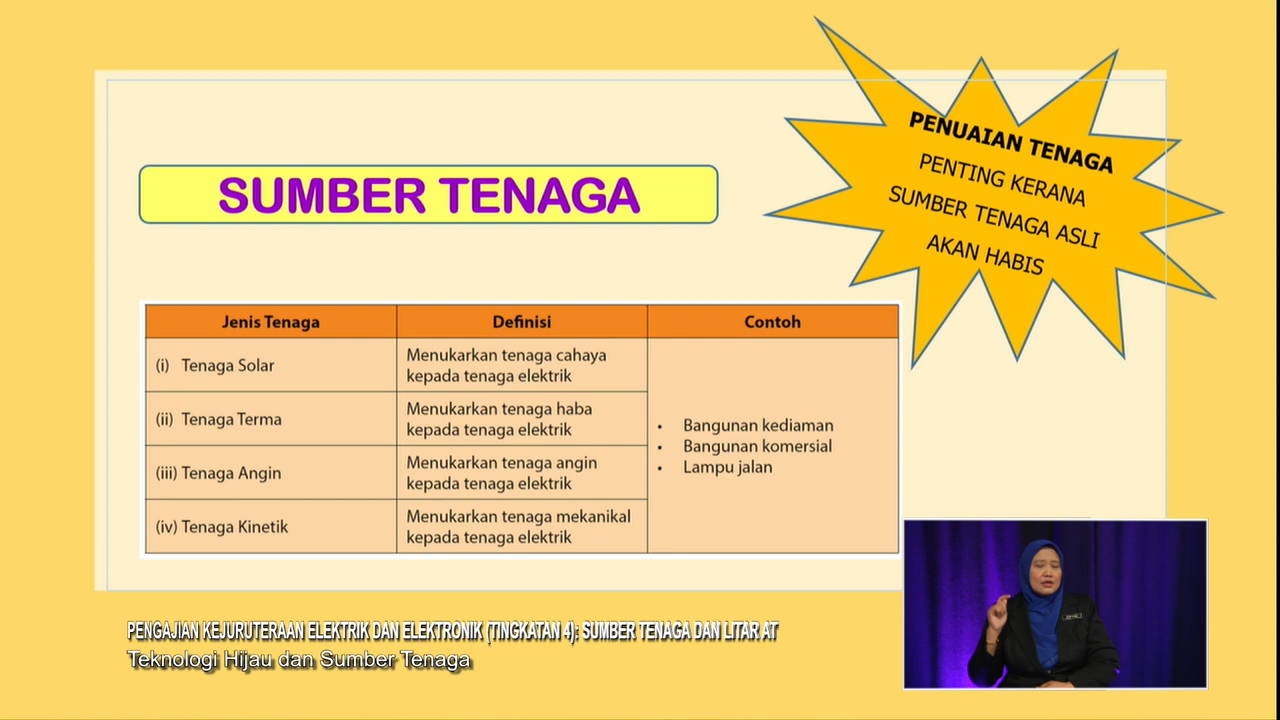 PENUAIAN TENAGA
PENTING KERANA
SUMBER TENAGA ASLI
AKAN HABIS
SUMBER TENAGA
Jenis Tenaga Definisi Contoh
(i) Tenaga Solar
Menukarkan tenaga cahaya
kepada tenaga elektrik
(ii) Tenaga Terma
Menukarkan tenaga haba
kepada tenaga elektrik
(iii) Tenaga Angin
Menukarkan tenaga angin
kepada tenaga elektrik
(iv) Tenaga Kinetik
Menukarkan tenaga mekanikal
kepada tenaga elektrik
• Bangunan kediaman
• Bangunan komersial
• Lampu jalan
PENGAJIAN KEJURUTERAAN ELEKTRIK DAN ELEKTRONIK (TINGKATAN 4): SUMBER TENAGA DAN LITAR AT
Teknologi Hijau dan Sumber Tenaga